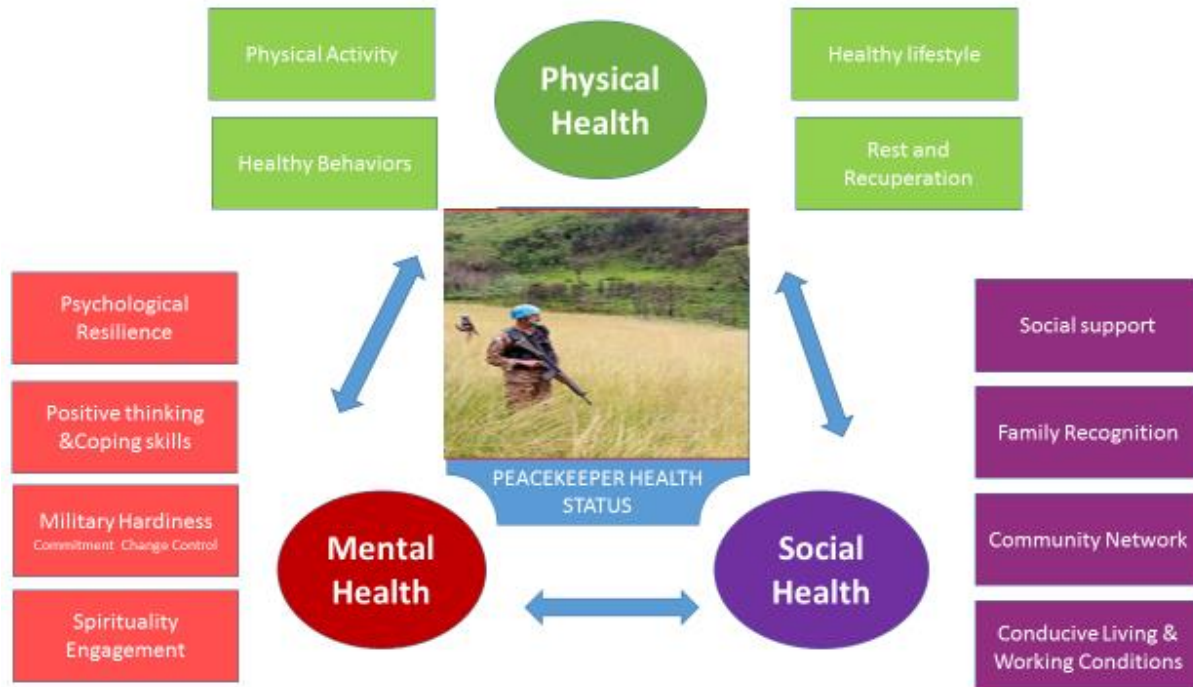 Physical Activity
Healthy Behaviors
Physical
Health
Healthy lifestyle
Rest and
Recuperation
Psychological
Resilience
Positive thinking
&Coping skills
Military Hardiness
Commitment Change Control
Spirituality
Engagement
PEACEKEEPER HEALTH
STATUS
Mental
Health
Social
Health
Social support
Family Recognition
Community Network
Conducive Living &
Working Conditions